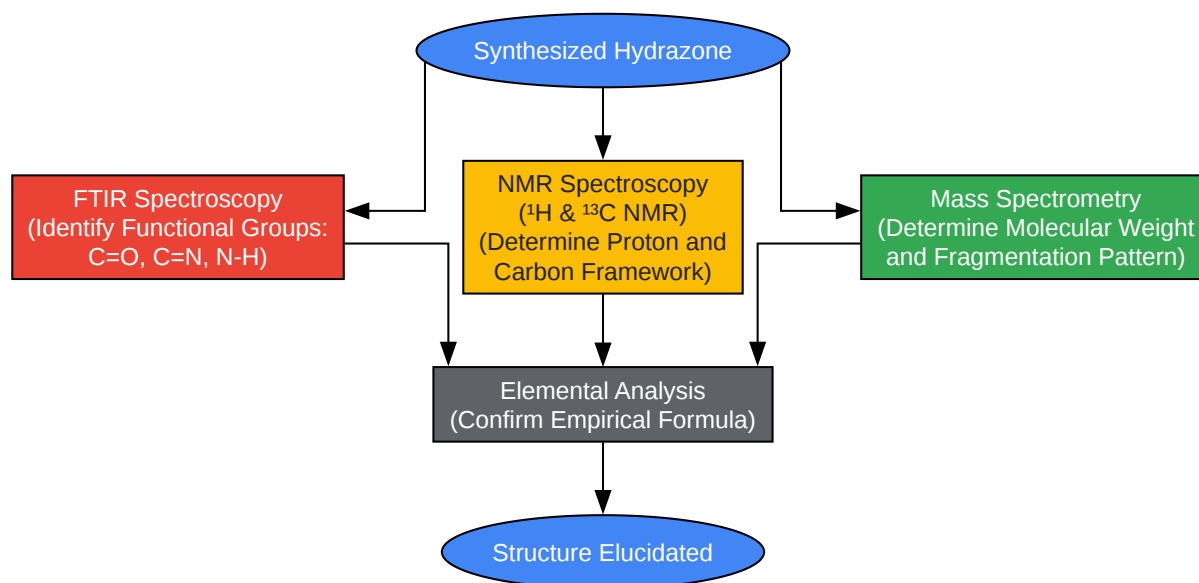 Synthesized Hydrazone
FTIR Spectroscopy
(Identify Functional Groups:
C=O, C=N, N-H)
NMR Spectroscopy
(¹H & ¹³C NMR)
(Determine Proton and
Carbon Framework)
Mass Spectrometry
(Determine Molecular Weight
and Fragmentation Pattern)
Elemental Analysis
(Confirm Empirical Formula)
Structure Elucidated